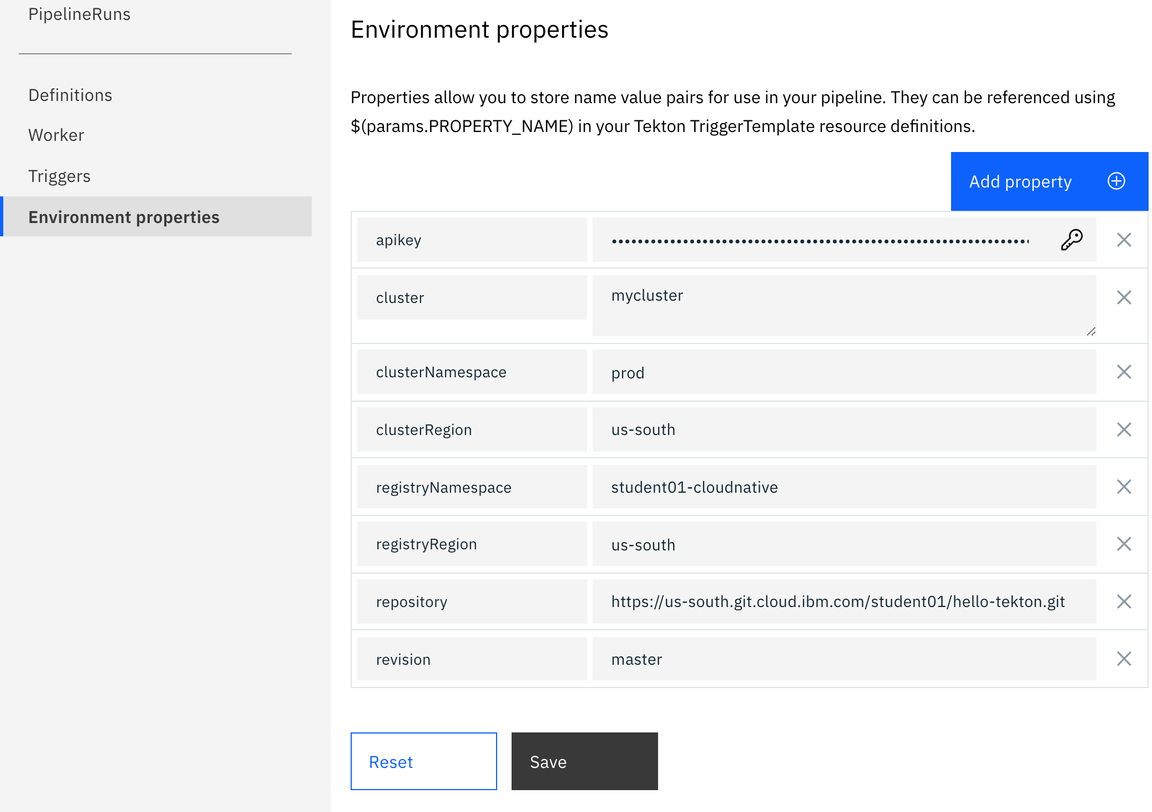 PipelineRuns
Definitions
Worker
Triggers
Environment properties
Environment properties
Properties allow you to store name value pairs for use in your pipeline. They can be referenced using
$(params.PROPERTY_NAME) in your Tekton TriggerTemplate resource definitions.
Add property
apikey
cluster mycluster
clusterNamespace prod
clusterRegion us-south
registryNamespace student01-cloudnative
registryRegion us-south
repository https://us-south.git.cloud.ibm.com/student01/hello-tekton.git
revision master
Reset Save